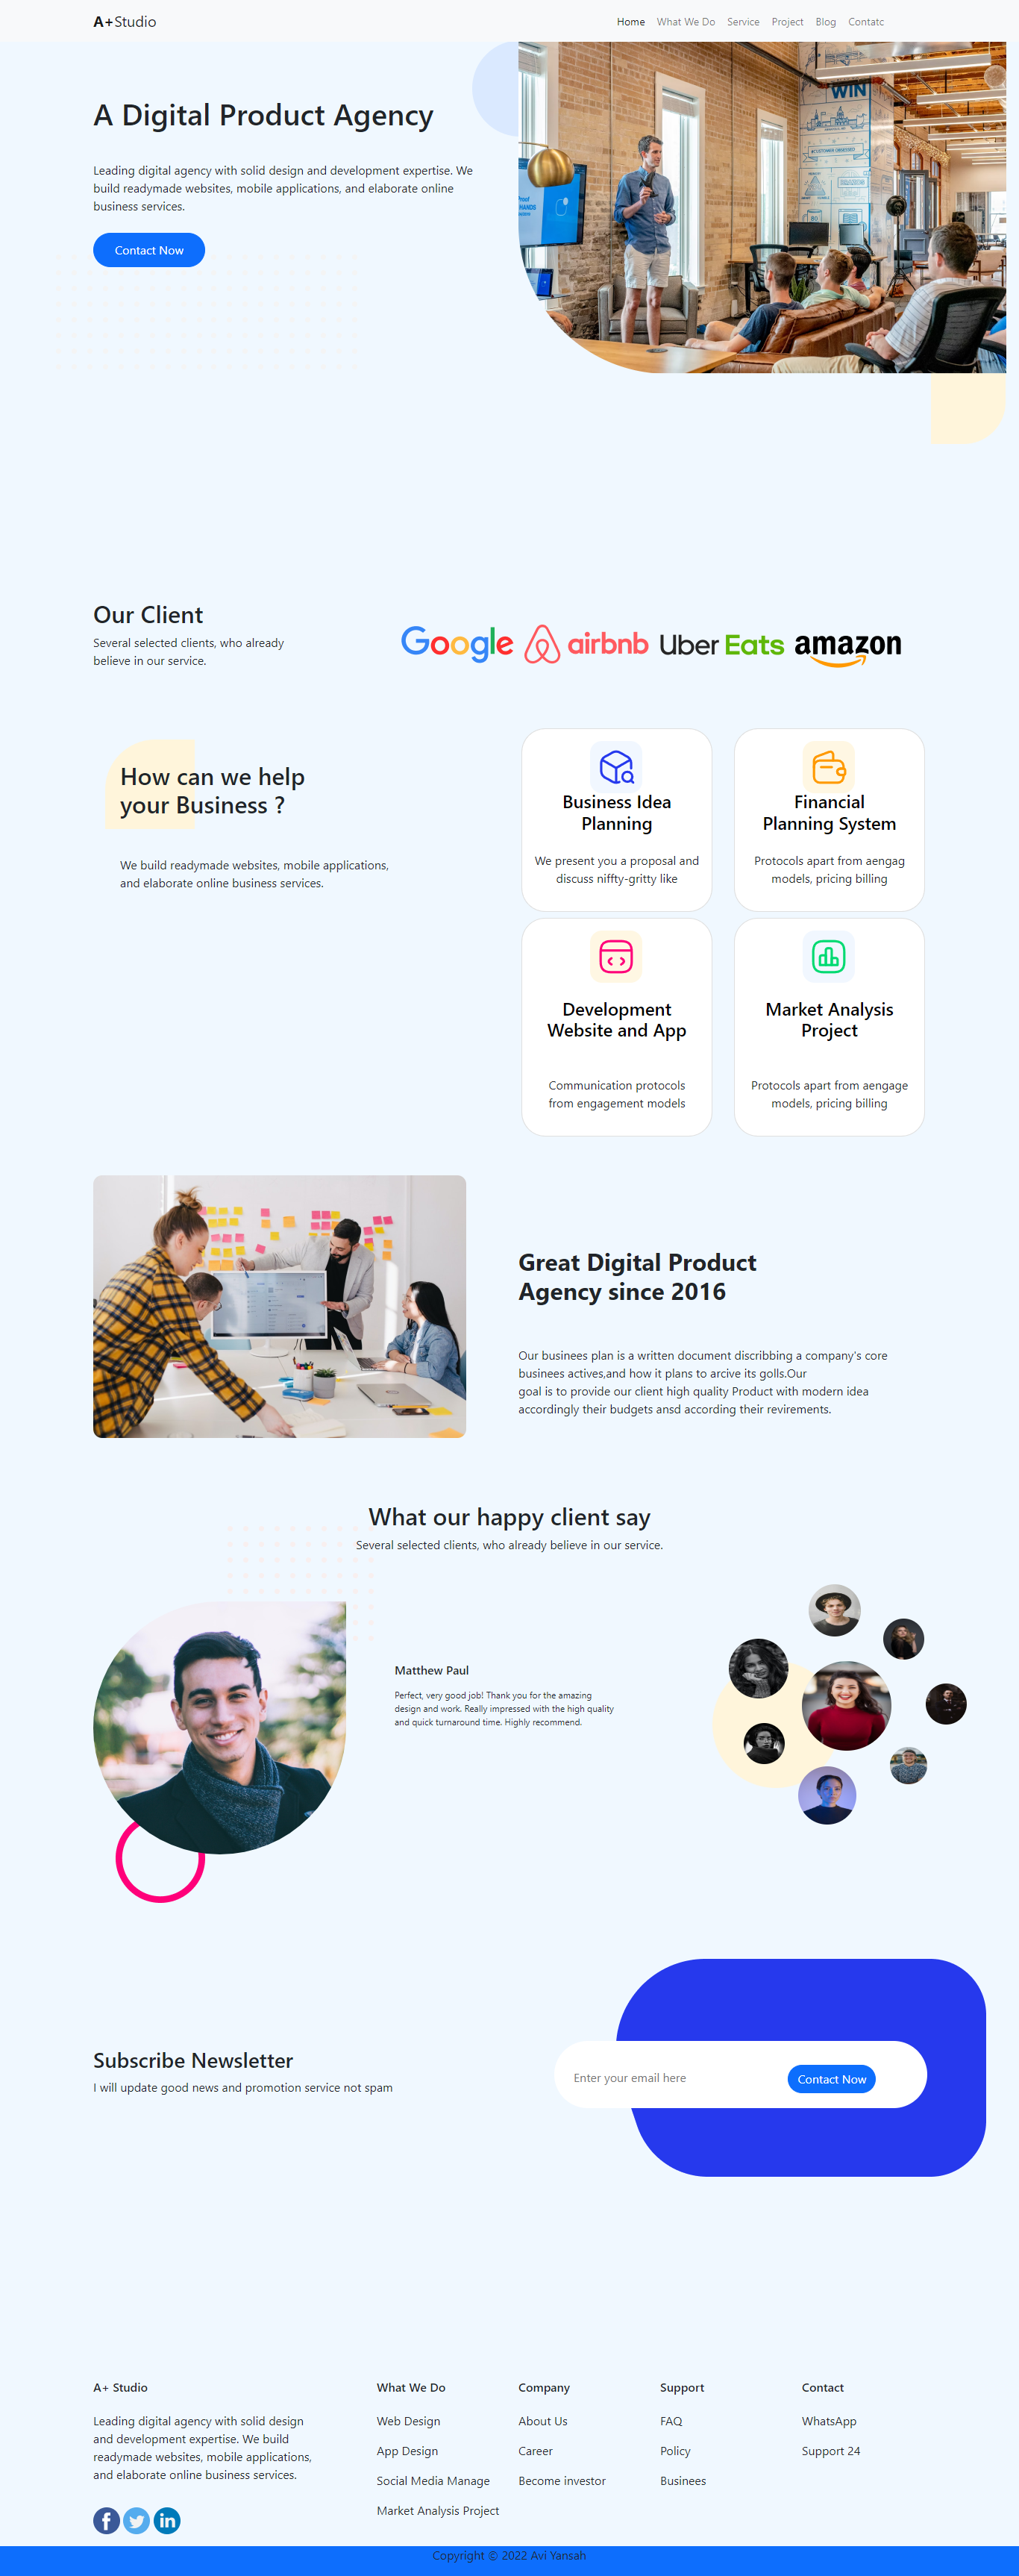 A+Studio
Home What We Do Service Project Blog Contatc
A Digital Product Agency
Leading digital agency with solid design and development expertise. We
build readymade websites, mobile applications, and elaborate online
business services.
Contact Now
WIN
Our Client
Several selected clients, who already
believe in our service.
Google airbnb Uber Eats amazon
How can we help
your Business ?
We build readymade websites, mobile applications,
and elaborate online business services.
Business Idea
Planning
We present you a proposal and
discuss niffty-gritty like
Financial
Planning System
Protocols apart from aengag
models, pricing billing
Development
Website and App
Communication protocols
from engagement models
Market Analysis
Project
Protocols apart from aengage
models, pricing billing
Great Digital Product
Agency since 2016
Our businees plan is a written document discribbing a company's core
businees actives,and how it plans to arcive its golls.Our
goal is to provide our client high quality Product with modern idea
accordingly their budgets ansd according their revirements.
What our happy client say
Several selected clients, who already believe in our service.
Matthew Paul
Perfect, very good job! Thank you for the amazing
design and work. Really impressed with the high quality
and quick turnaround time. Highly recommend.
Subscribe Newsletter
I will update good news and promotion service not spam
Enter your email here
Contact Now
A+ Studio
Leading digital agency with solid design
and development expertise. We build
readymade websites, mobile applications,
and elaborate online business services.
What We Do
Web Design
App Design
Social Media Manage
Market Analysis Project
Company
About Us
Career
Become investor
Support
FAQ
Policy
Businees
Contact
WhatsApp
Support 24
Copyright © 2022 Avi Yansah